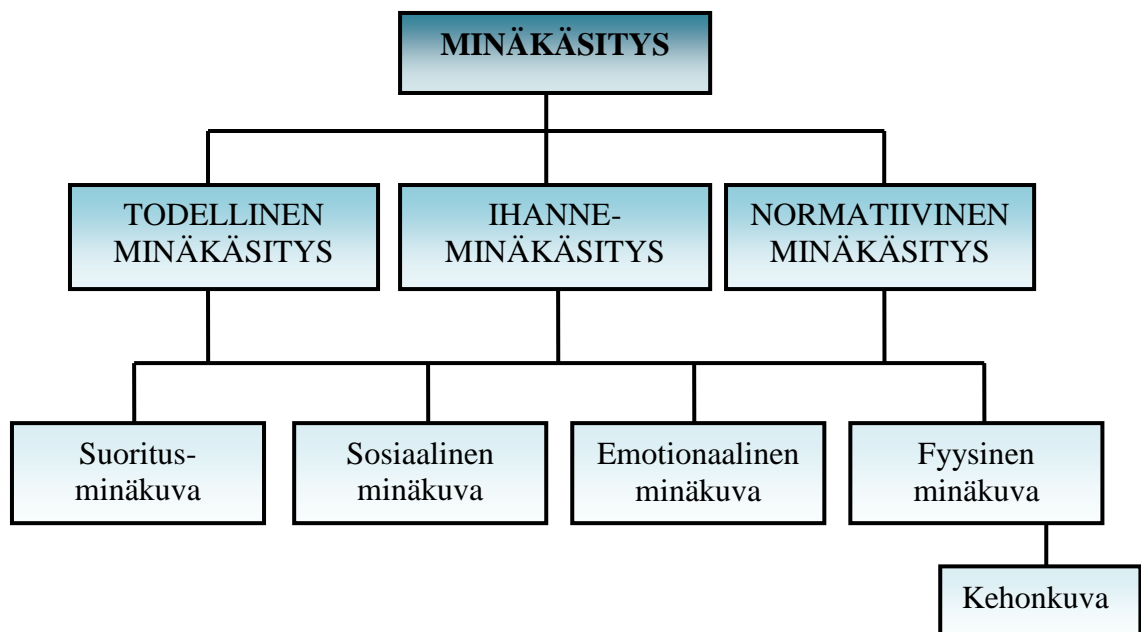 MINÄKÄSITYS
TODELLINEN
MINÄKÄSITYS
IHANNE-
MINÄKÄSITYS
NORMATIIVINEN
MINÄKÄSITYS
Suoritus-
minäkuva
Sosiaalinen
minäkuva
Emotionaalinen
minäkuva
Fyysinen
minäkuva
Kehonkuva